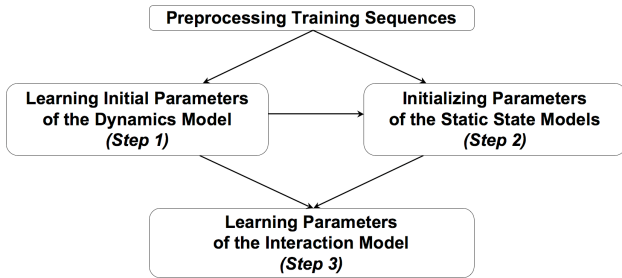 Preprocessing Training Sequences
Learning Initial Parameters
of the Dynamics Model
(Step 1)
Initializing Parameters
of the Static State Models
(Step 2)
Learning Parameters
of the Interaction Model
(Step 3)